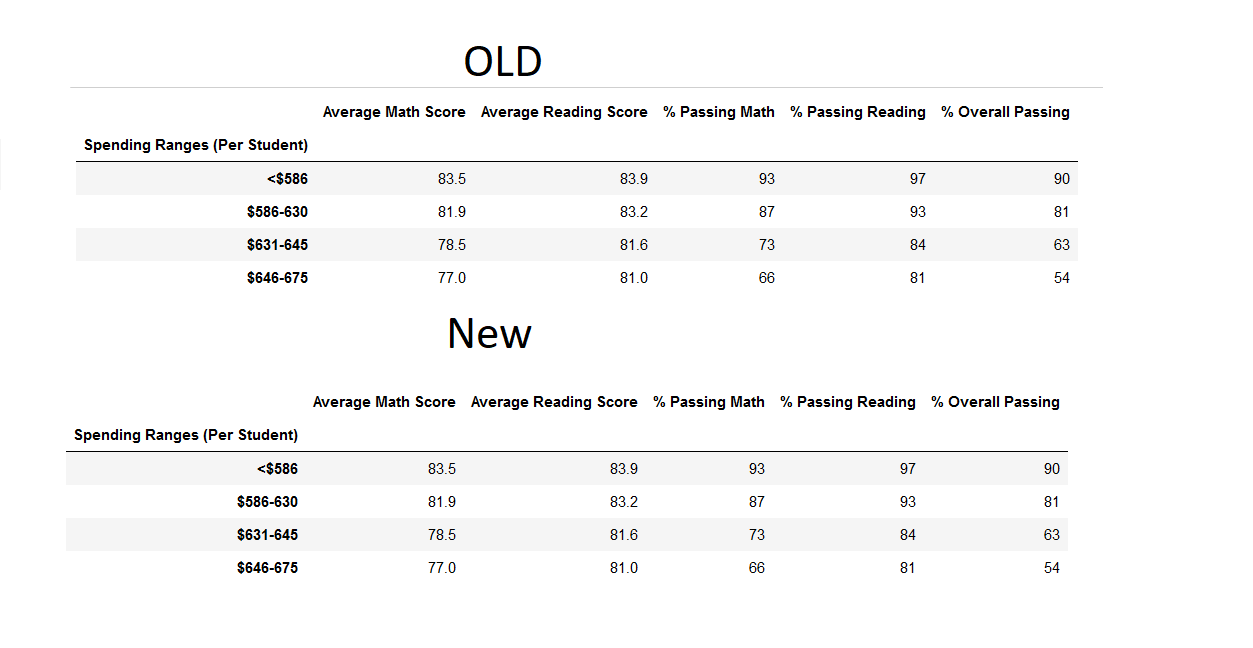 OLD
Average Math Score Average Reading Score % Passing Math % Passing Reading % Overall Passing
Spending Ranges (Per Student)
<$586 83.5 83.9 93 97 90
$586-630 81.9 83.2 87 93 81
$631-645 78.5 81.6 73 84 63
$646-675 77.0 81.0 66 81 54
New
Average Math Score Average Reading Score % Passing Math % Passing Reading % Overall Passing
Spending Ranges (Per Student)
<$586 83.5 83.9 93 97 90
$586-630 81.9 83.2 87 93 81
$631-645 78.5 81.6 73 84 63
$646-675 77.0 81.0 66 81 54